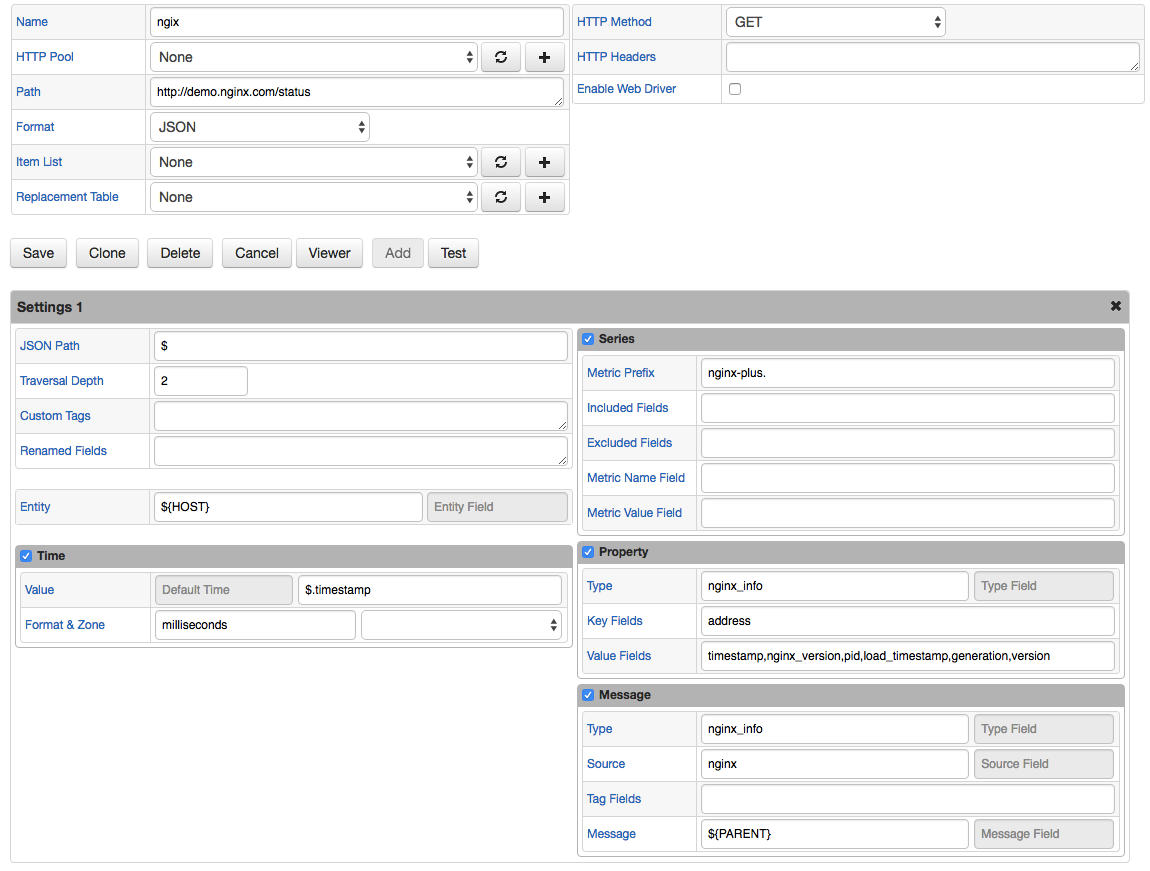 Name ngix
HTTP Pool None
Path http://demo.nginx.com/status
Format JSON
Item List None
Replacement Table None
HTTP Method GET
HTTP Headers
Enable Web Driver
Save Clone Delete Cancel Viewer Add Test
Settings 1
JSON Path $
Traversal Depth 2
Custom Tags
Renamed Fields
Entity ${HOST} Entity Field
Time
Value Default Time $.timestamp
Format & Zone milliseconds
Series
Metric Prefix nginx-plus.
Included Fields
Excluded Fields
Metric Name Field
Metric Value Field
Property
Type nginx_info Type Field
Key Fields address
Value Fields timestamp,nginx_version,pid,load_timestamp,generation,version
Message
Type nginx_info Type Field
Source nginx Source Field
Tag Fields
Message ${PARENT} Message Field